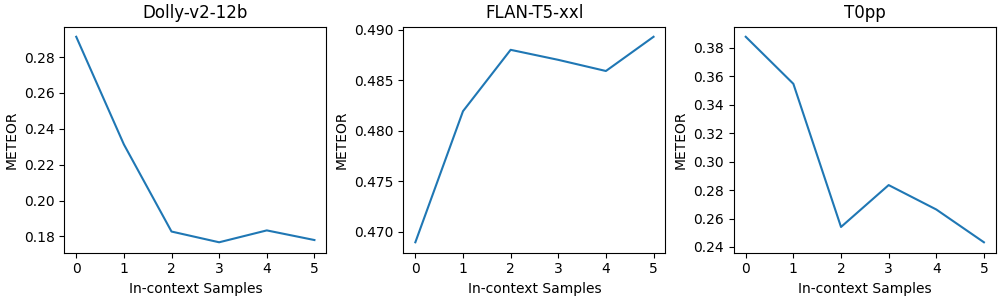 Dolly-v2-12b
METEOR
0.28
0.26
0.24
0.22
0.20
0.18
0 1 2 3 4 5
In-context Samples
FLAN-T5-xxl
METEOR
0.490
0.485
0.480
0.475
0.470
0 1 2 3 4 5
In-context Samples
T0pp
METEOR
0.38
0.36
0.34
0.32
0.30
0.28
0.26
0.24
0 1 2 3 4 5
In-context Samples